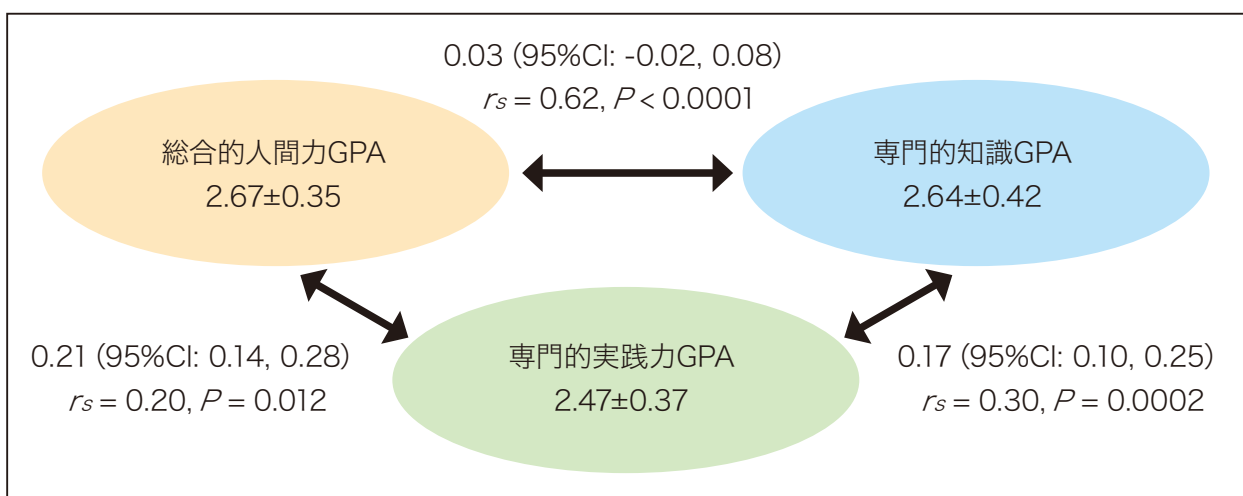 0.03 (95%CI: -0.02, 0.08)
rs = 0.62, P < 0.0001
総合的人間力GPA
2.67±0.35
専門的知識GPA
2.64±0.42
0.21 (95%CI: 0.14, 0.28)
rs = 0.20, P = 0.012
専門的実践力GPA
2.47±0.37
0.17 (95%CI: 0.10, 0.25)
rs = 0.30, P = 0.0002